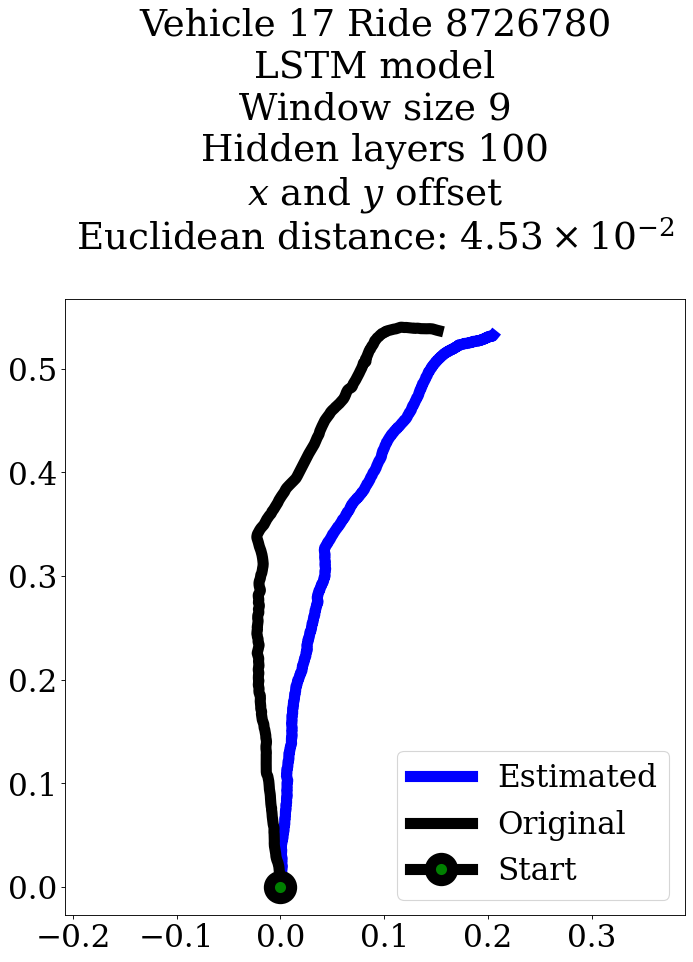 Vehicle 17 Ride 8726780
LSTM model
Window size 9
Hidden layers 100
x and y offset
Euclidean distance: 4.53 × 10⁻²
0.5
0.4
0.3
0.2
0.1
0.0
Estimated
Original
Start
−0.2 −0.1 0.0 0.1 0.2 0.3